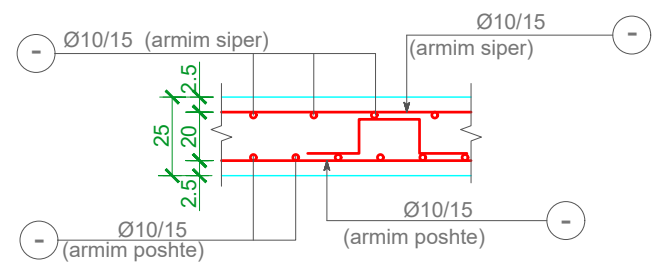 - Ø10/15 (armim siper)
Ø10/15 -
(armim siper)
2.5
25 20
2.5
- Ø10/15
(armim poshte)
Ø10/15 -
(armim poshte)